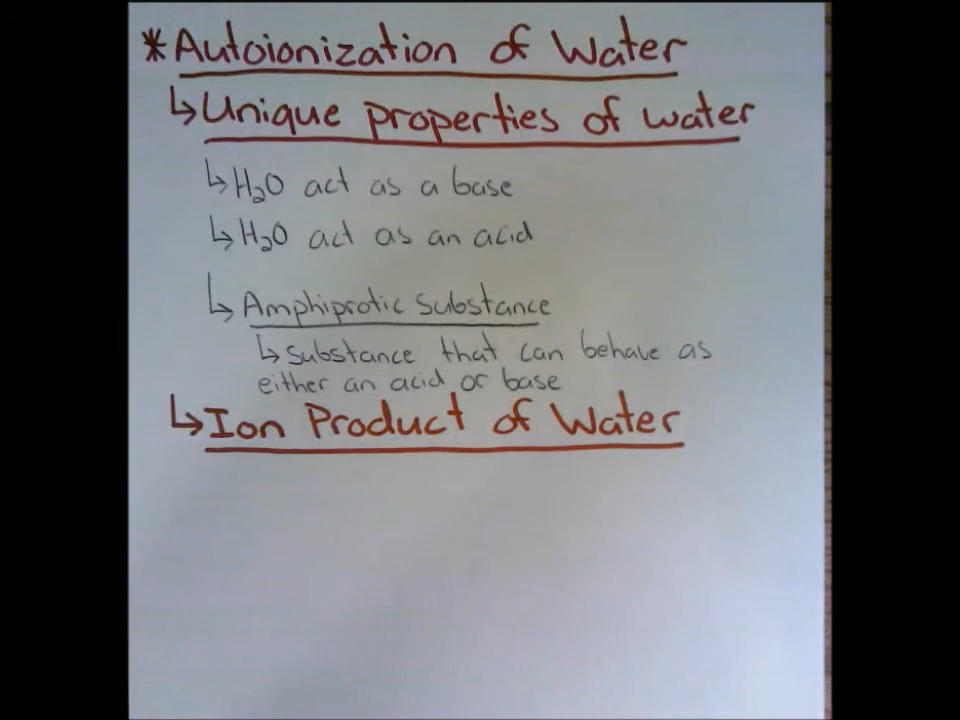 *Autoionization of Water
↳Unique properties of water
↳H₂O act as a base
↳H₂O act as an acid
↳Amphiprotic Substance
↳substance that can behave as
either an acid or base
↳Ion Product of Water